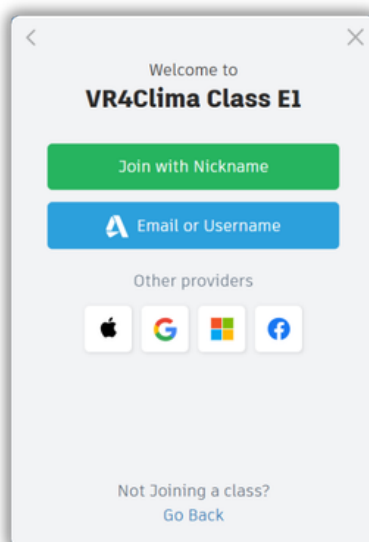 Welcome to
VR4Clima Class E1
Join with Nickname
Email or Username
Other providers
Not Joining a class?
Go Back